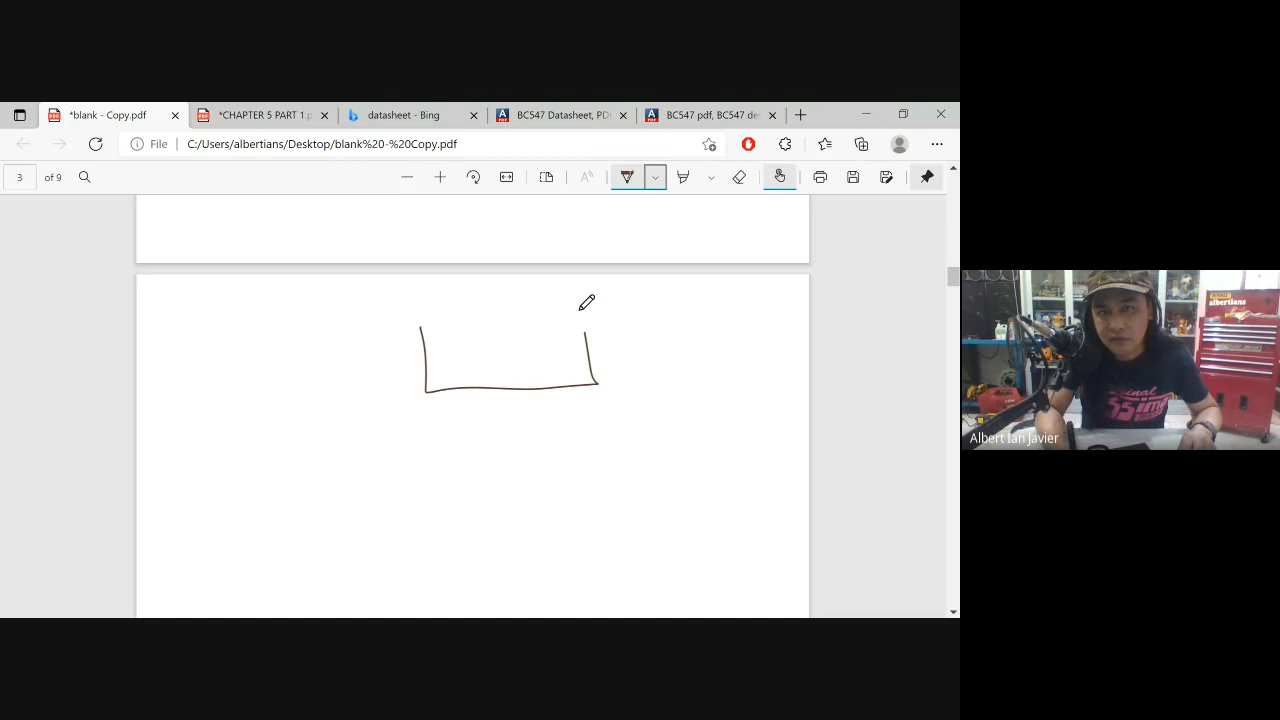 *blank - Copy.pdf
*CHAPTER 5 PART 1.p
datasheet - Bing
BC547 Datasheet, PD
BC547 pdf, BC547 de
File
C:/Users/albertians/Desktop/blank%20-%20Copy.pdf
3 of 9
albertians
Albert Ian Javier